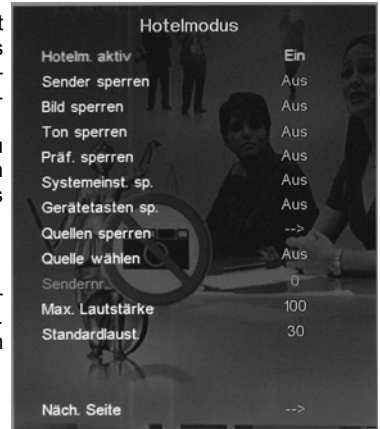 Hotelmodus
Hotelm. aktiv Ein
Sender sperren Aus
Bild sperren Aus
Ton sperren Aus
Präf. sperren Aus
Systemeinst. sp. Aus
Gerätetasten sp. Aus
Quellen sperren -->
Quelle wählen Aus
Sendernr. 0
Max. Lautstärke 100
Standardlaust. 30
Näch. Seite -->